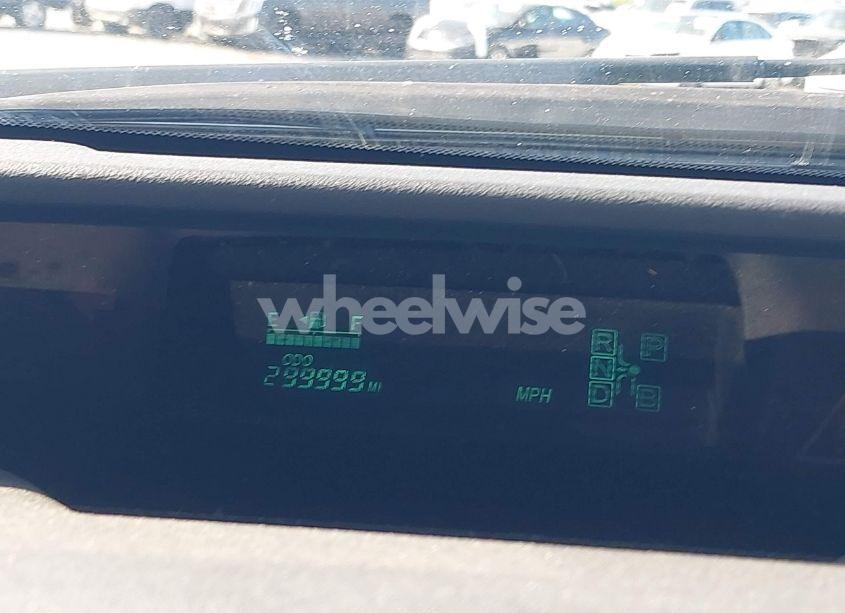 wheelwise
E F
ODO
299999 MI
MPH
R P
N
D B